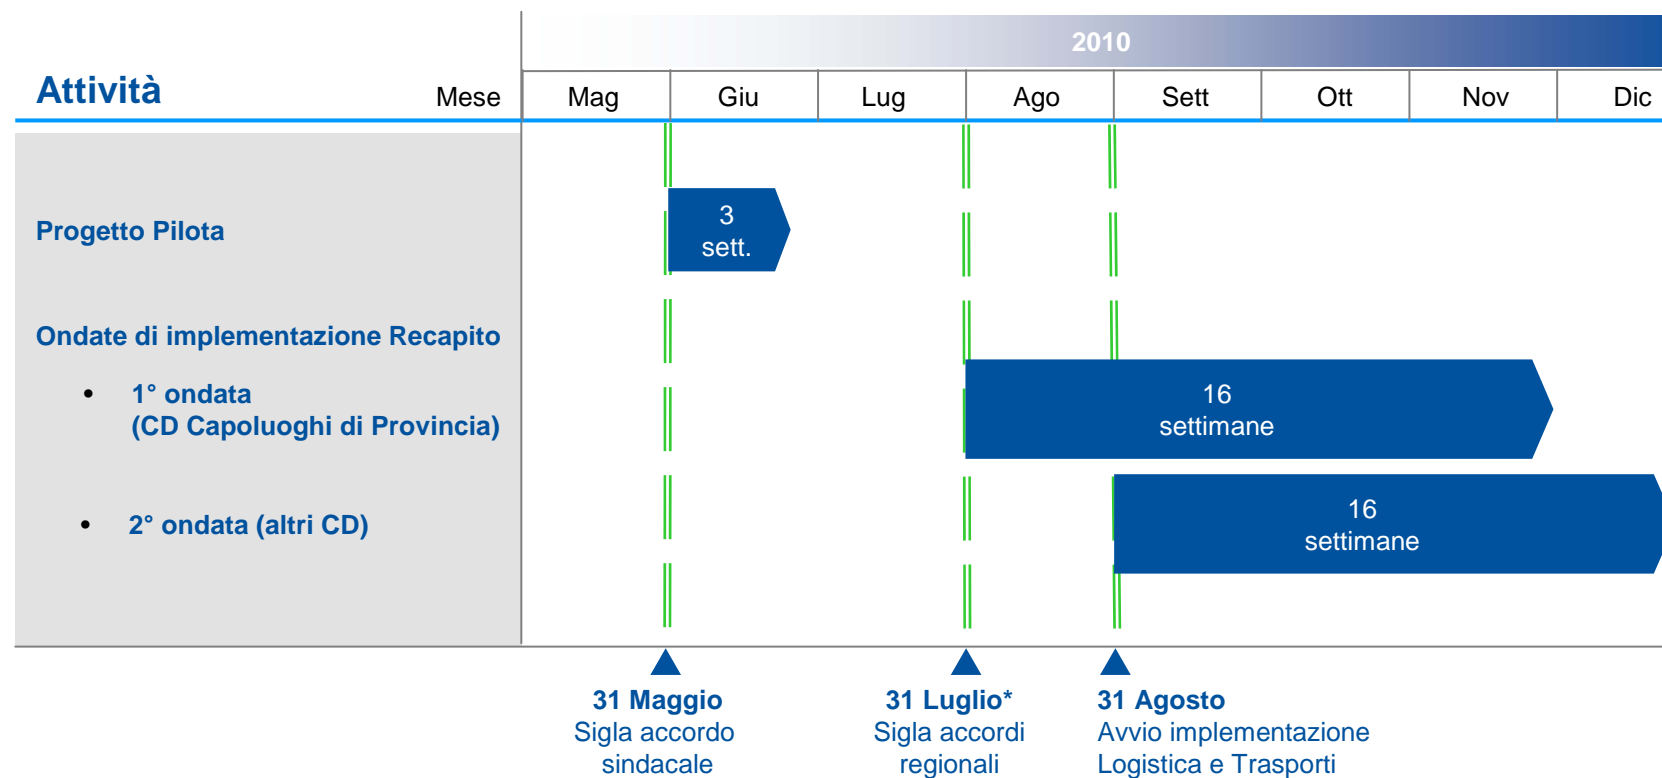 2010
Attività
Mese
Mag
Giu
Lug
Ago
Sett
Ott
Nov
Dic
Progetto Pilota
3
sett.
Ondate di implementazione Recapito
• 1° ondata
(CD Capoluoghi di Provincia)
16
settimane
• 2° ondata (altri CD)
16
settimane
31 Maggio
Sigla accordo
sindacale
31 Luglio*
Sigla accordi
regionali
31 Agosto
Avvio implementazione
Logistica e Trasporti